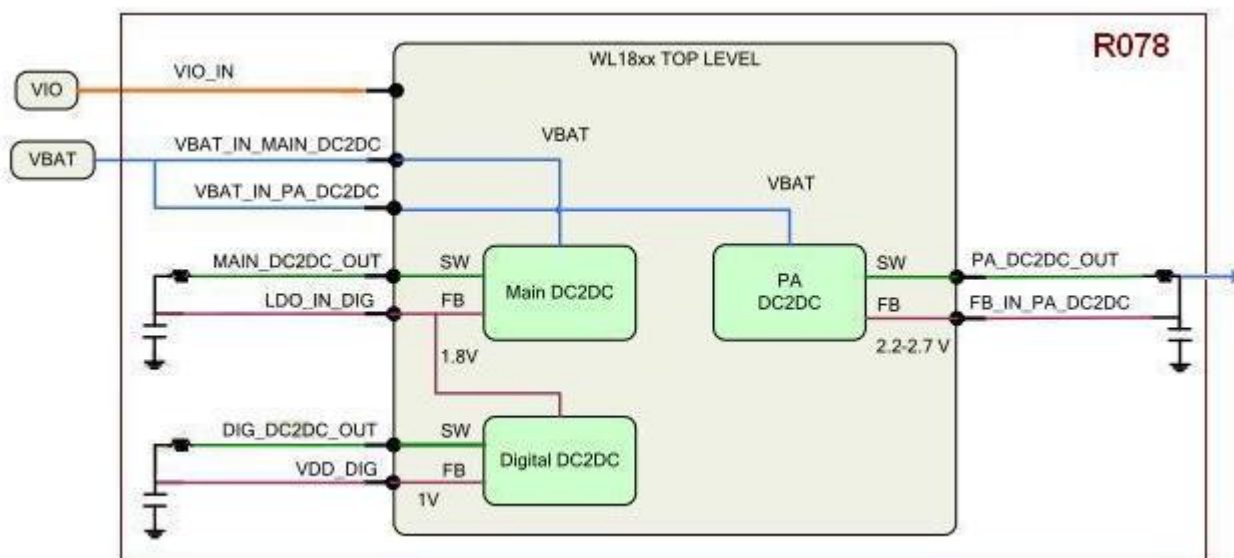 WL18xx TOP LEVEL
R078
VIO
VIO_IN
VBAT
VBAT_IN_MAIN_DC2DC
VBAT
VBAT_IN_PA_DC2DC
VBAT
MAIN_DC2DC_OUT
SW
Main DC2DC
LDO_IN_DIG
FB
1.8V
PA
DC2DC
SW
PA_DC2DC_OUT
FB
FB_IN_PA_DC2DC
2.2-2.7 V
DIG_DC2DC_OUT
SW
Digital DC2DC
VDD_DIG
FB
1V